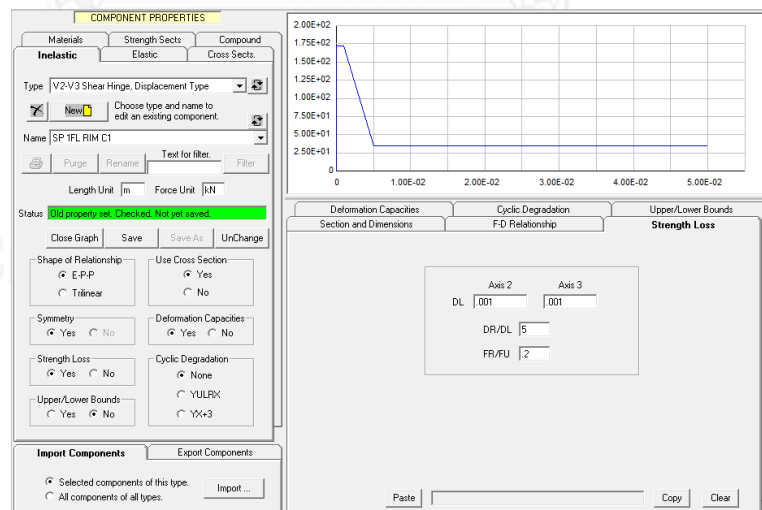 COMPONENT PROPERTIES
Materials Strength Sects Compound
Inelastic Elastic Cross Sects.
Type V2-V3 Shear Hinge, Displacement Type
New Choose type and name to
edit an existing component.
Name SP 1FL RIM C1
Text for filter.
Purge Rename Filter
Length Unit m Force Unit kN
Status Old property set. Checked. Not yet saved.
Close Graph Save Save As UnChange
Shape of Relationship
E-P-P
Trilinear
Use Cross Section
Yes
No
Symmetry
Yes No
Deformation Capacities
Yes No
Strength Loss
Yes No
Cyclic Degradation
None
YULRX
YX+3
Upper/Lower Bounds
Yes No
Import Components Export Components
Selected components of this type.
All components of all types.
Import ...
2.00E+02
1.75E+02
1.50E+02
1.25E+02
1.00E+02
7.50E+01
5.00E+01
2.50E+01
0
0 1.00E-02 2.00E-02 3.00E-02 4.00E-02 5.00E-02
Deformation Capacities Cyclic Degradation Upper/Lower Bounds
Section and Dimensions F-D Relationship Strength Loss
Axis 2 Axis 3
DL .001 .001
DR/DL 5
FR/FU .2
Paste Copy Clear